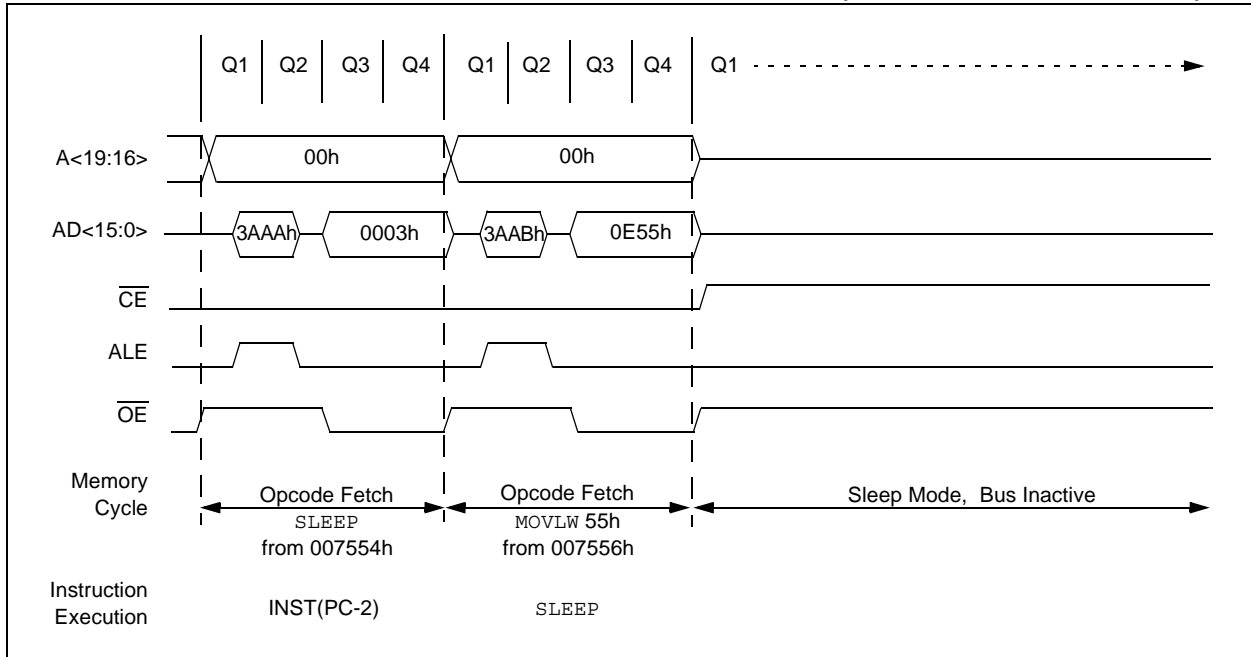 Q1 Q2 Q3 Q4 Q1 Q2 Q3 Q4 Q1
A<19:16> 00h 00h
AD<15:0> 3AAAh 0003h 3AABh 0E55h
CE
ALE
OE
Memory
Cycle
Opcode Fetch
SLEEP
from 007554h
Opcode Fetch
MOVLW 55h
from 007556h
Sleep Mode, Bus Inactive
Instruction
Execution
INST(PC-2) SLEEP